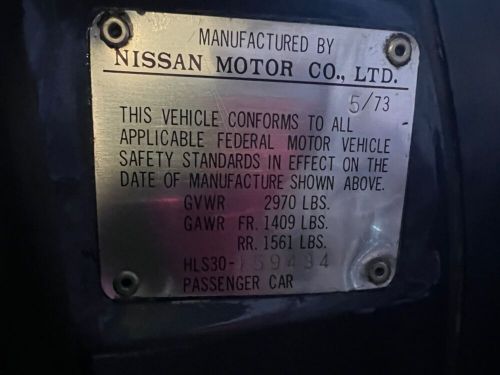 MANUFACTURED BY
NISSAN MOTOR CO., LTD.
5/73
THIS VEHICLE CONFORMS TO ALL
APPLICABLE FEDERAL MOTOR VEHICLE
SAFETY STANDARDS IN EFFECT ON THE
DATE OF MANUFACTURE SHOWN ABOVE.
GVWR 2970 LBS.
GAWR FR. 1409 LBS.
RR. 1561 LBS.
HLS30-159434
PASSENGER CAR